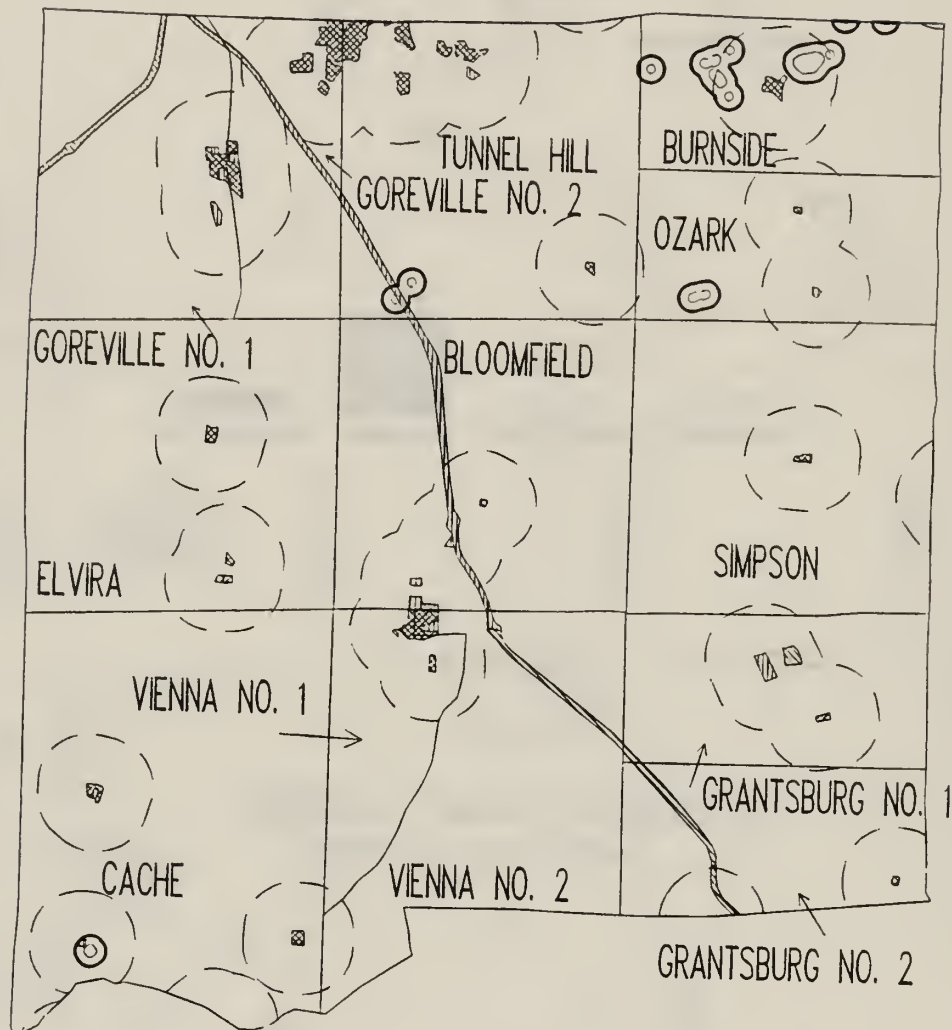 TUNNEL HILL
BURNSIDE
GOREVILLE NO. 2
OZARK
GOREVILLE NO. 1
BLOOMFIELD
ELVIRA
SIMPSON
VIENNA NO. 1
GRANTSBURG NO. 1
CACHE
VIENNA NO. 2
GRANTSBURG NO. 2